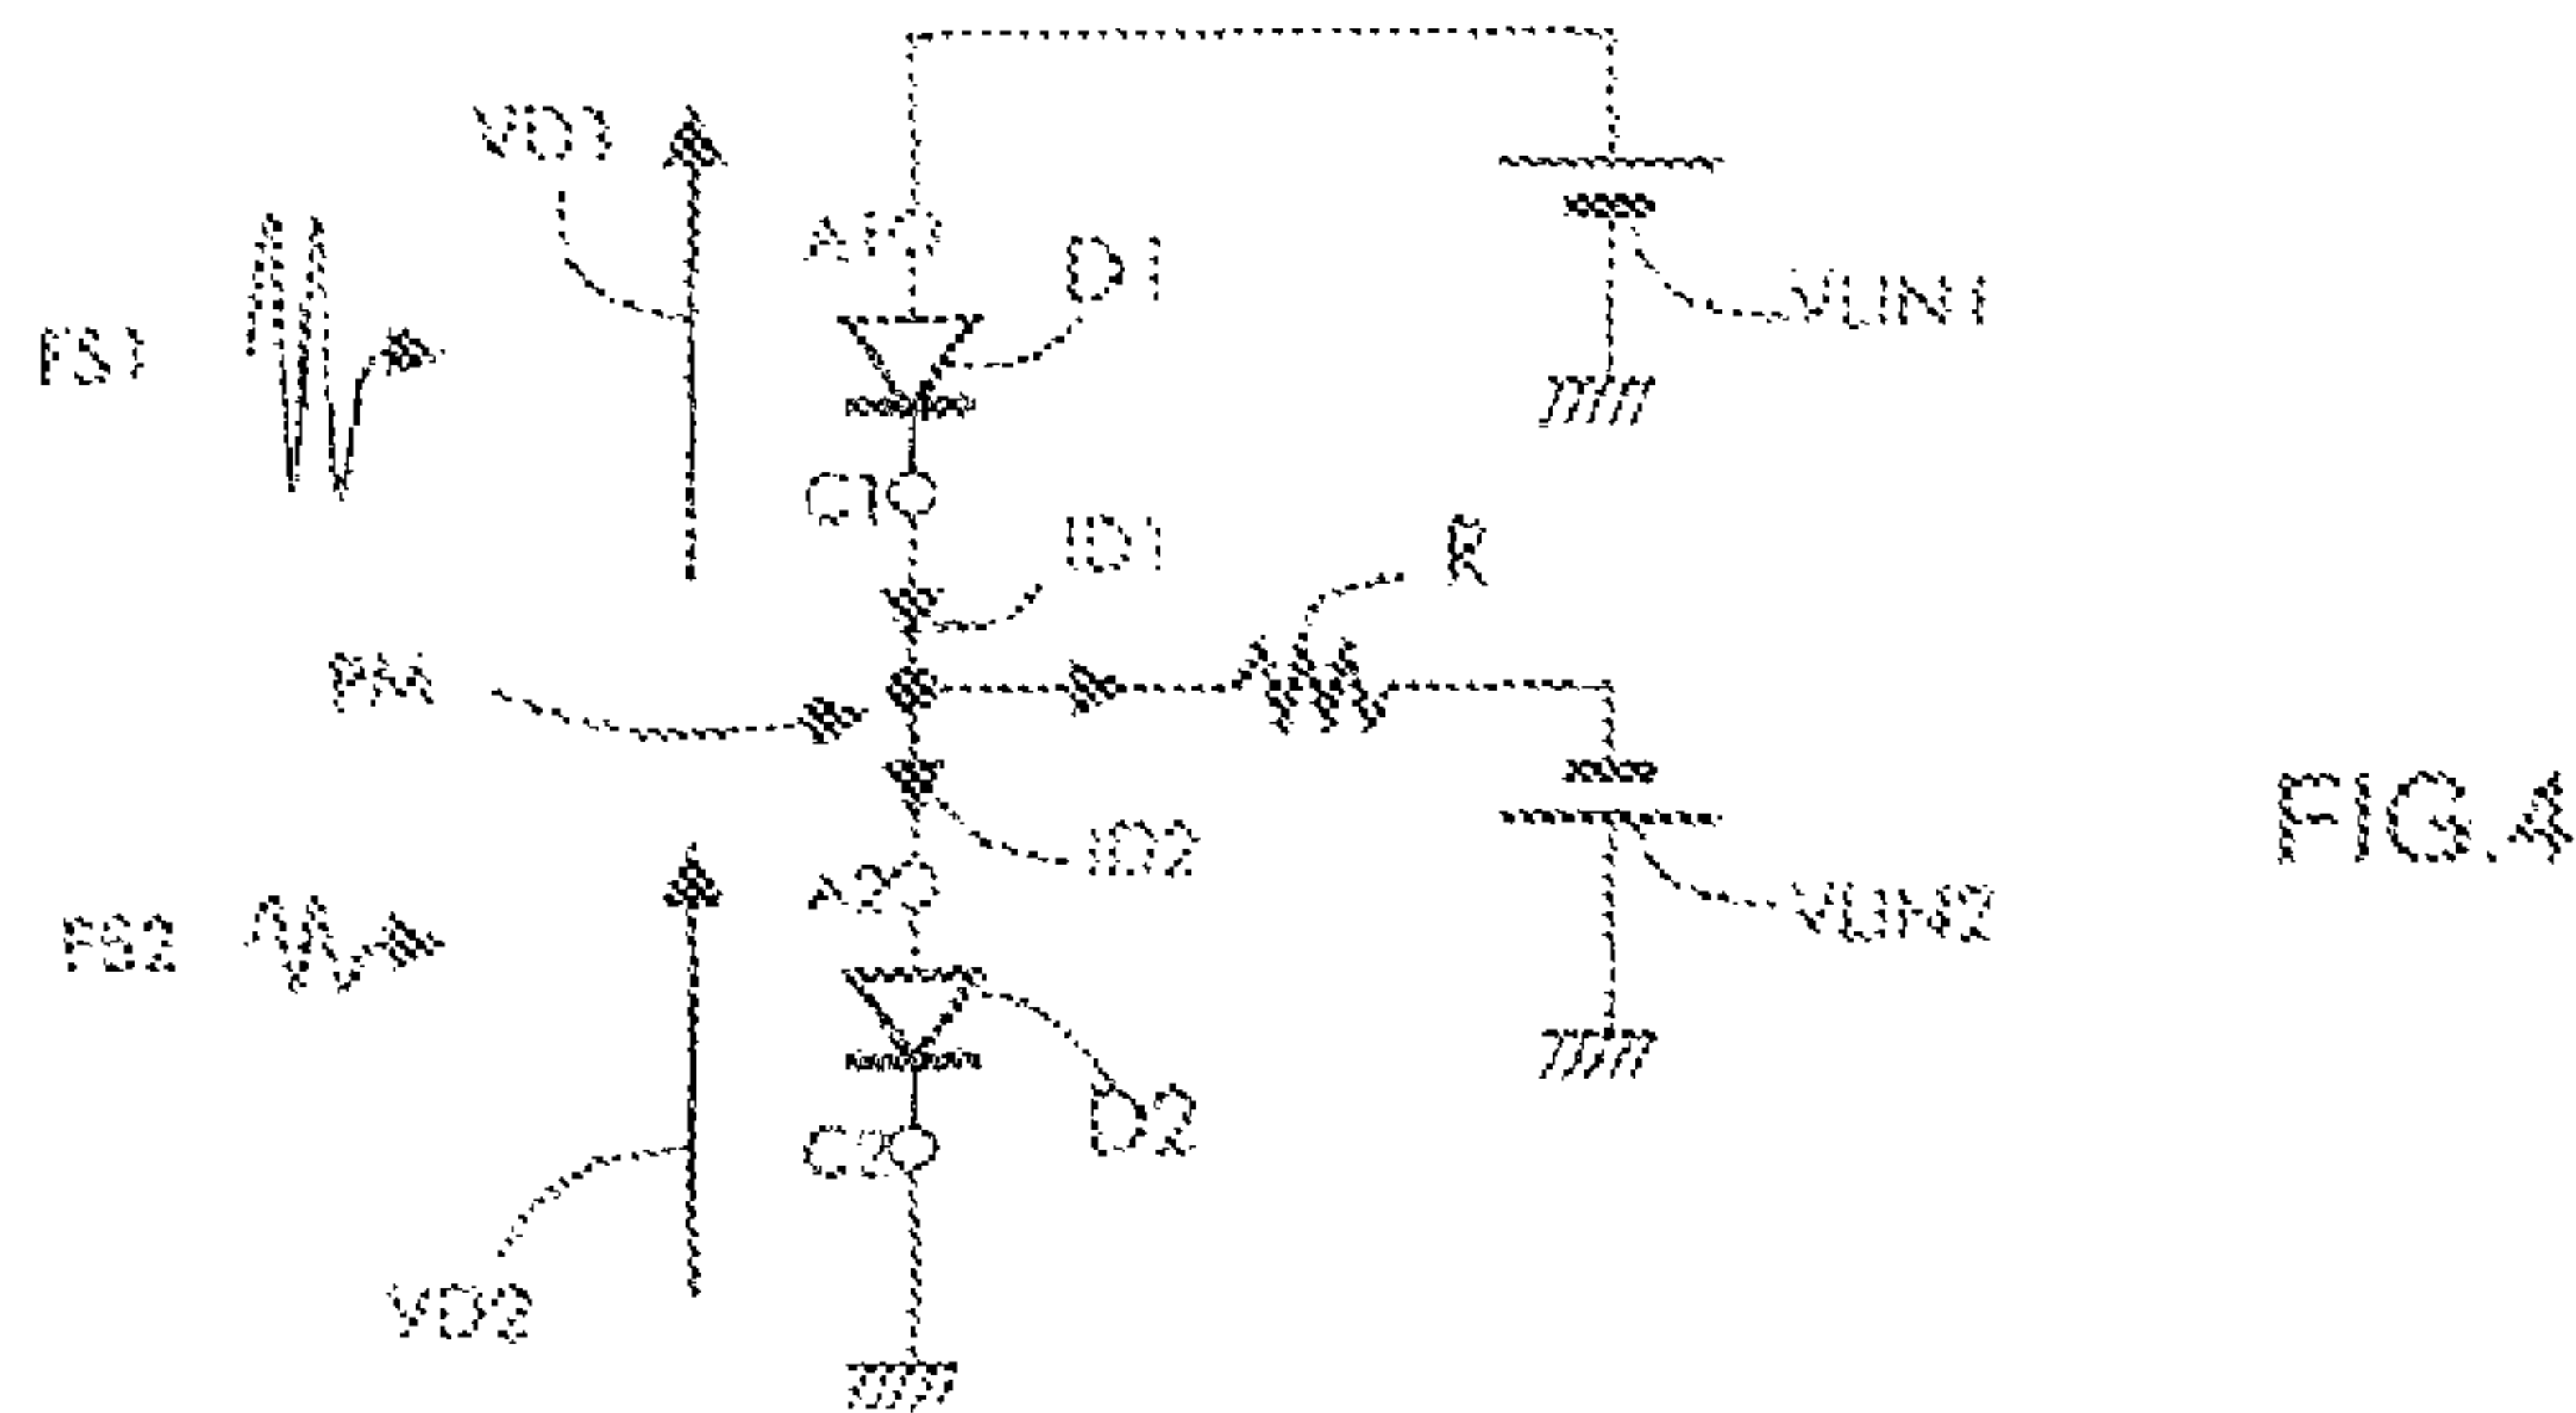 VD1
A1
D1
FS1
VLIN1
C1
ID1
R
PM
ID2
A2
FS2
VLIN2
FIG.4
C2
D2
VD2